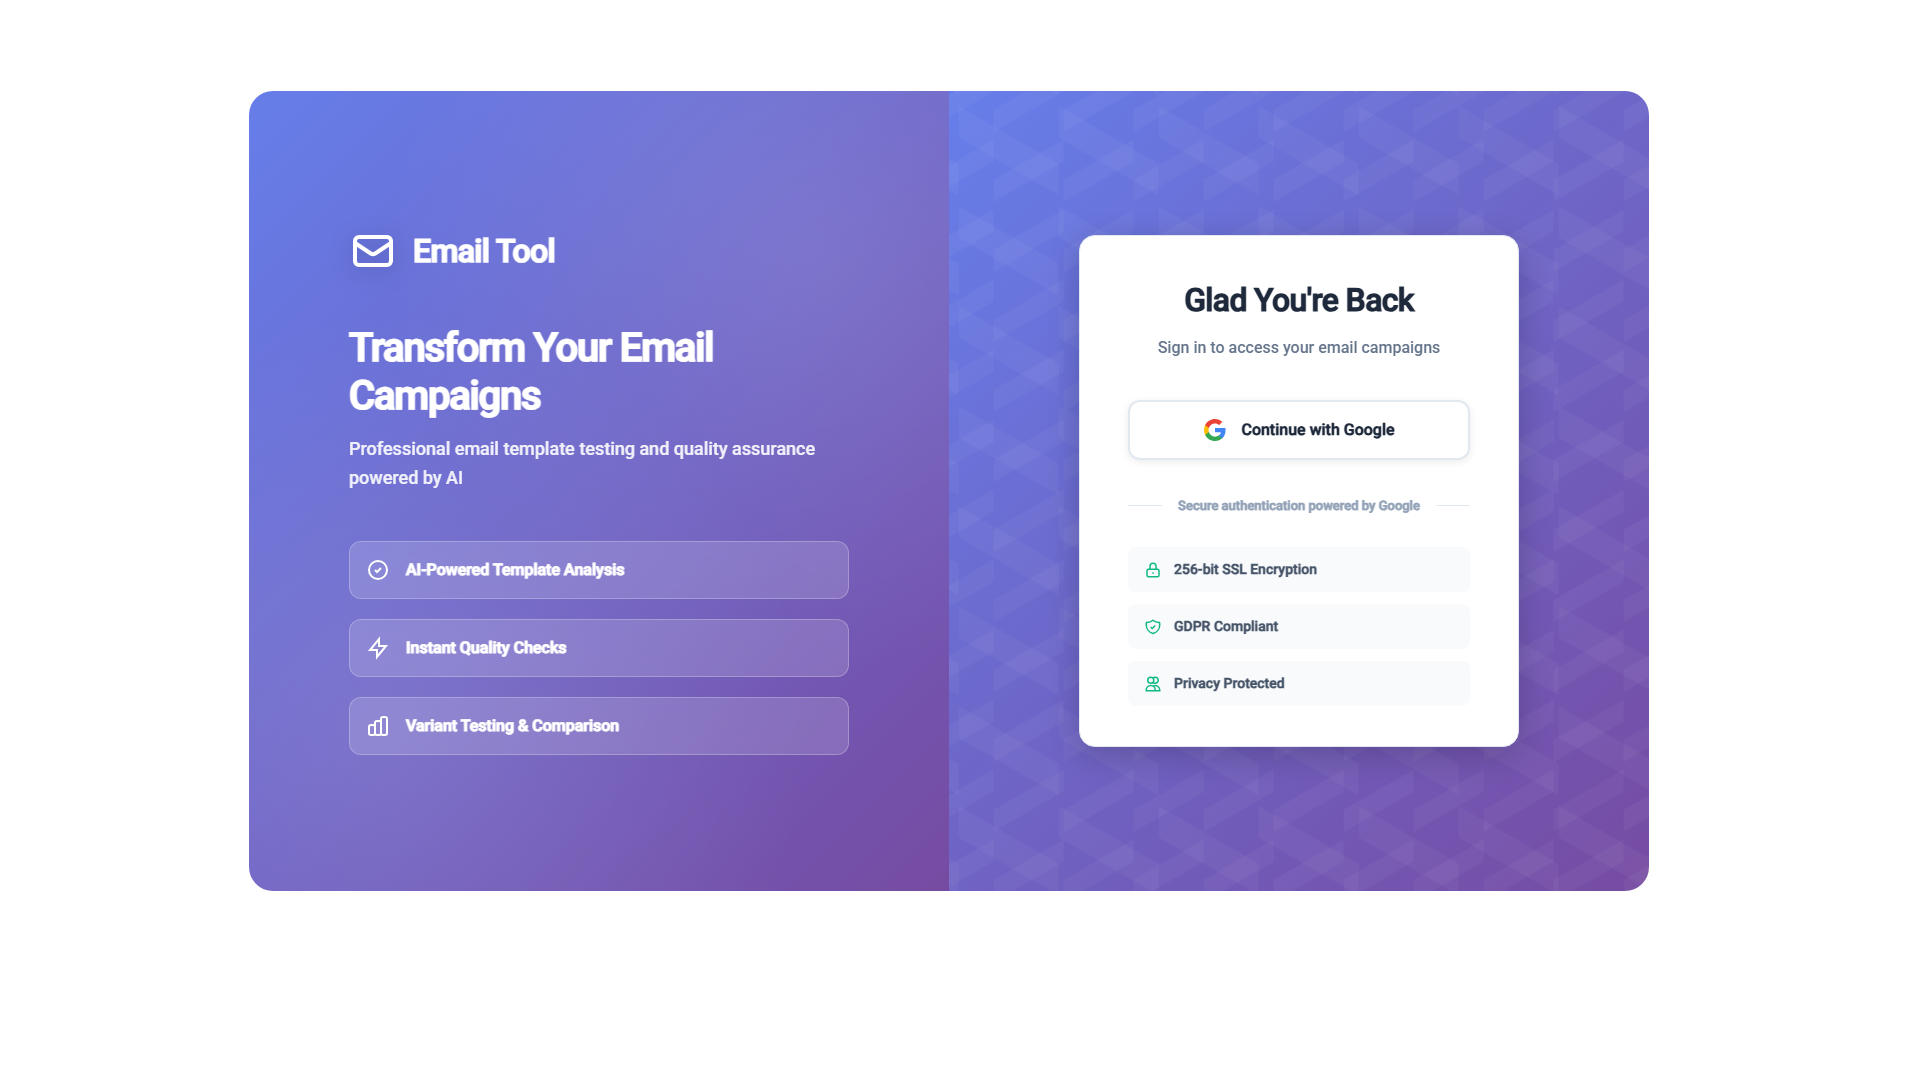 Email Tool
Transform Your Email
Campaigns
Professional email template testing and quality assurance
powered by AI
AI-Powered Template Analysis
Instant Quality Checks
Variant Testing & Comparison
Glad You're Back
Sign in to access your email campaigns
Continue with Google
Secure authentication powered by Google
256-bit SSL Encryption
GDPR Compliant
Privacy Protected